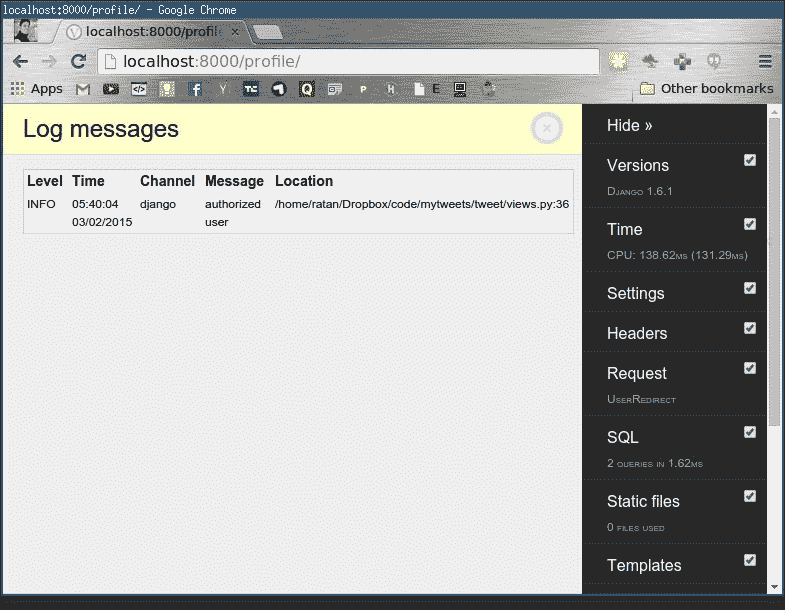 localhost:8000/profile/ - Google Chrome
localhost:8000/profil
localhost:8000/profile/
Apps
E
Other bookmarks
Log messages
Level Time Channel Message Location
INFO 05:40:04 django authorized /home/ratan/Dropbox/code/mytweets/tweet/views.py:36
03/02/2015 user
Hide »
Versions
Django 1.6.1
Time
CPU: 138.62ms (131.29ms)
Settings
Headers
Request
UserRedirect
SQL
2 queries in 1.62ms
Static files
0 files used
Templates